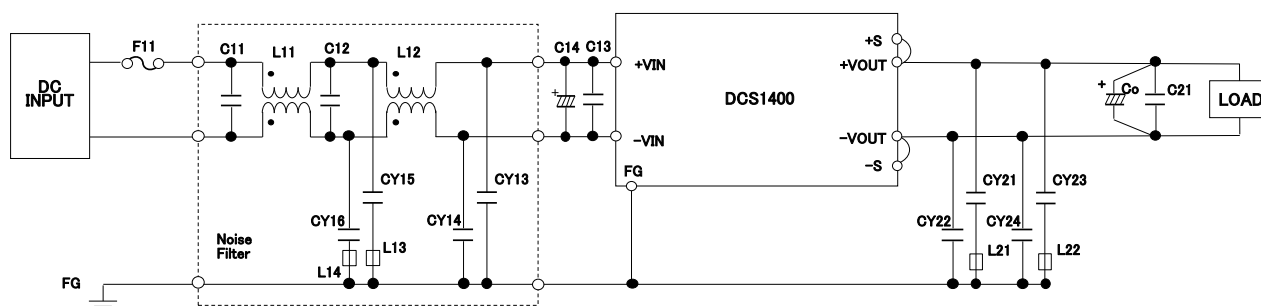 DC
INPUT
F11
C11
L11
C12
L12
C14
C13
+
+VIN
-VIN
FG
DCS1400
+S
+VOUT
-VOUT
-S
+
Co
C21
LOAD
CY15
CY13
CY16
CY14
L13
L14
Noise
Filter
CY21
CY23
CY22
CY24
L21
L22
FG